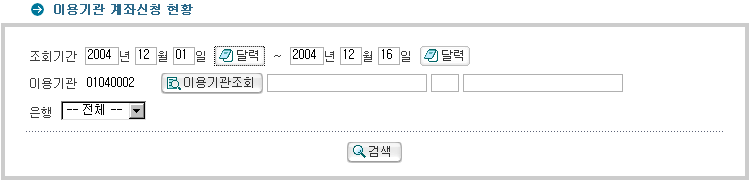 이용기관 계좌신청 현황
조회기간 2004 년 12 월 01 일 달력 ~ 2004 년 12 월 16 일 달력
이용기관 01040002 이용기관조회
은행 -- 전체 --
검색